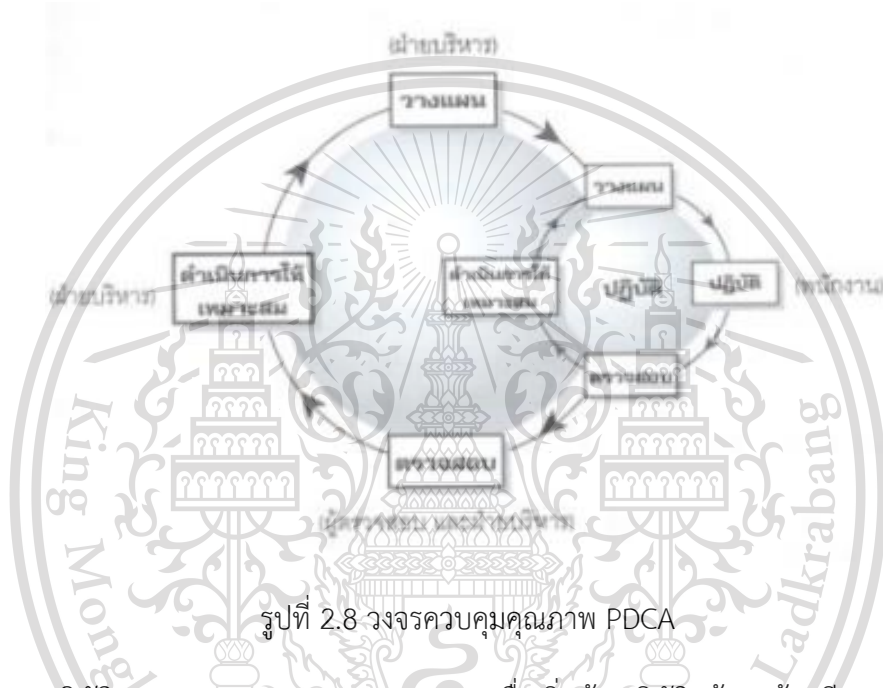 (ฝ่ายบริหาร)
วางแผน
วางแผน
(ฝ่ายบริหาร)
ดำเนินการให้
เหมาะสม
ดำเนินการให้
เหมาะสม
ปฏิบัติ
ปฏิบัติ
(พนักงาน)
ตรวจสอบ
ตรวจสอบ
(ผู้ตรวจสอบ และฝ่ายบริหาร)
King Mong Ladkrabang
รูปที่ 2.8 วงจรควบคุมคุณภาพ PDCA